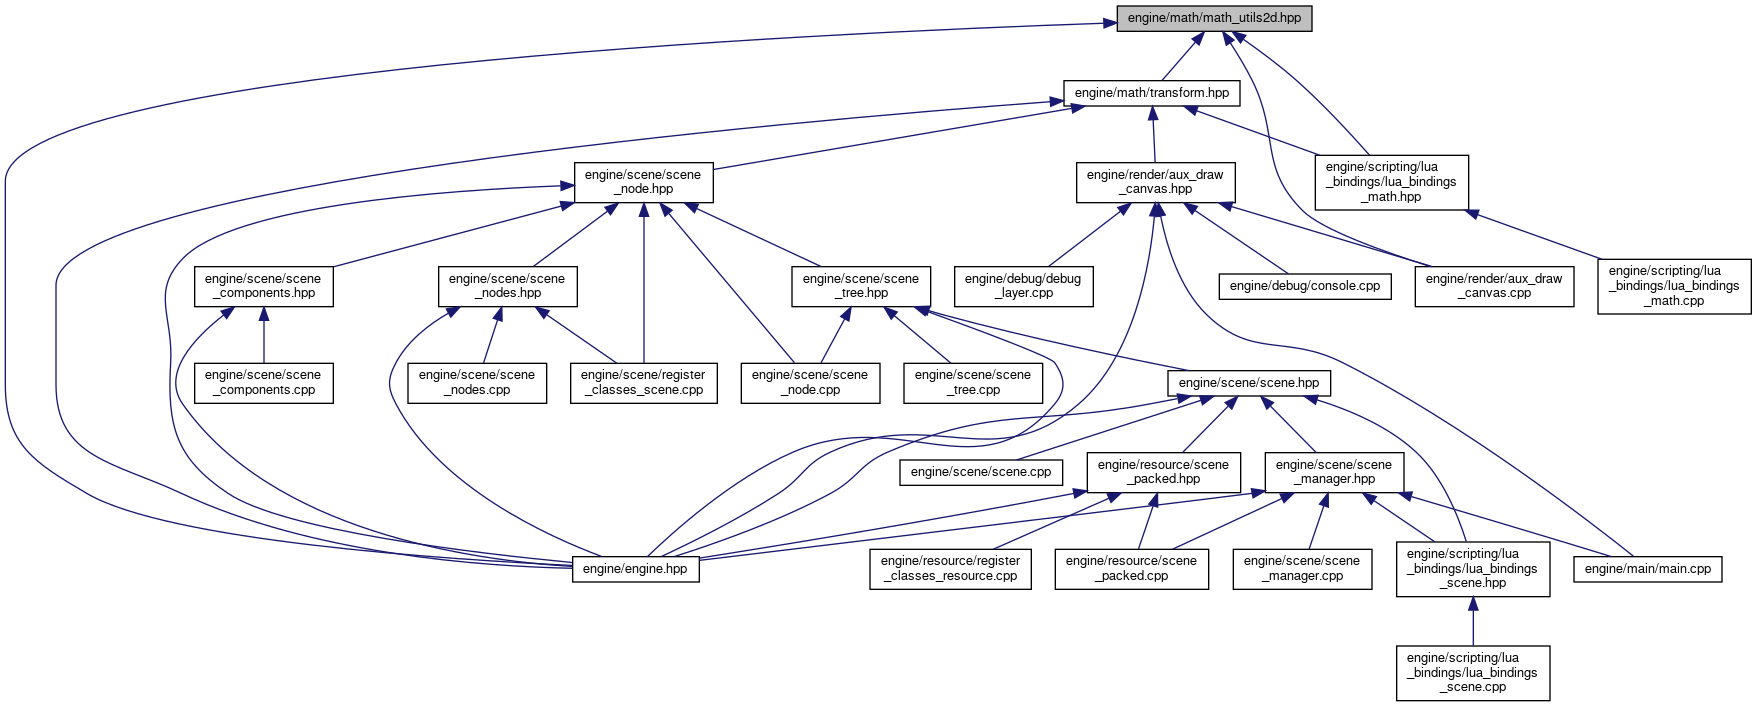 engine/math/math_utils2d.hpp
engine/math/transform.hpp
engine/scene/scene
_node.hpp
engine/render/aux_draw
_canvas.hpp
engine/scripting/lua
_bindings/lua_bindings
_math.hpp
engine/scene/scene
_components.hpp
engine/scene/scene
_nodes.hpp
engine/scene/scene
_tree.hpp
engine/debug/debug
_layer.cpp
engine/debug/console.cpp
engine/render/aux_draw
_canvas.cpp
engine/scripting/lua
_bindings/lua_bindings
_math.cpp
engine/scene/scene
_components.cpp
engine/scene/scene
_nodes.cpp
engine/scene/register
_classes_scene.cpp
engine/scene/scene
_node.cpp
engine/scene/scene
_tree.cpp
engine/scene/scene.hpp
engine/scene/scene.cpp
engine/resource/scene
_packed.hpp
engine/scene/scene
_manager.hpp
engine/engine.hpp
engine/resource/register
_classes_resource.cpp
engine/resource/scene
_packed.cpp
engine/scene/scene
_manager.cpp
engine/scripting/lua
_bindings/lua_bindings
_scene.hpp
engine/main/main.cpp
engine/scripting/lua
_bindings/lua_bindings
_scene.cpp